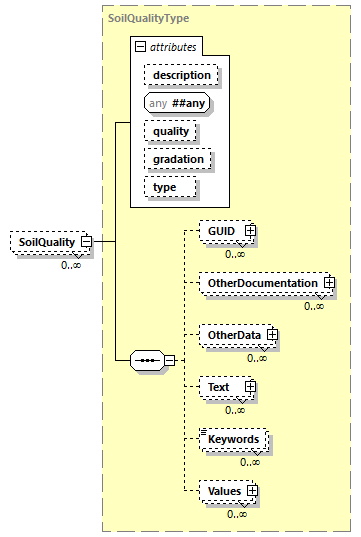 SoilQualityType
attributes
description
any ##any
quality
gradation
type
SoilQuality
0..∞
GUID
0..∞
OtherDocumentation
0..∞
OtherData
0..∞
Text
0..∞
Keywords
0..∞
Values
0..∞